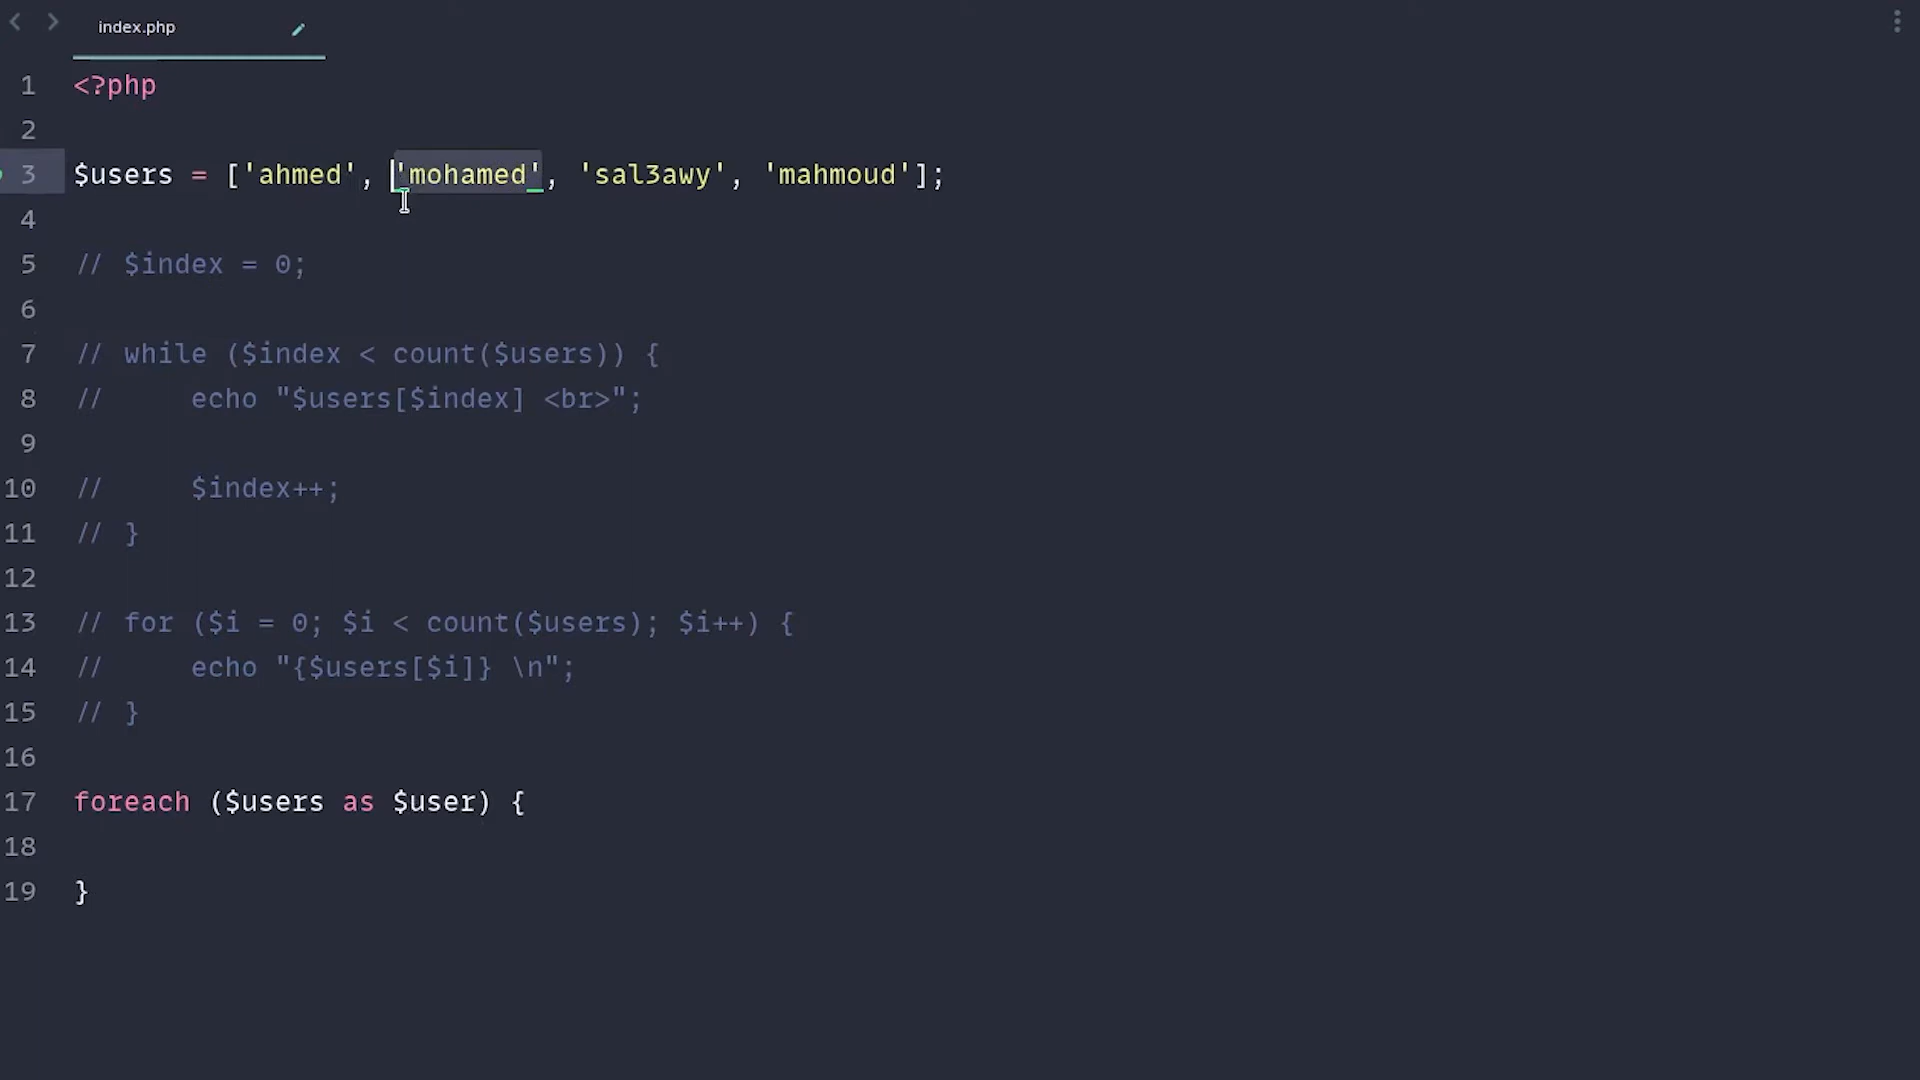 index.php
1 <?php
2
3 $users = ['ahmed', 'mohamed', 'sal3awy', 'mahmoud'];
4
5 // $index = 0;
6
7 // while ($index < count($users)) {
8 //     echo "$users[$index] <br>";
9
10 //     $index++;
11 // }
12
13 // for ($i = 0; $i < count($users); $i++) {
14 //     echo "{$users[$i]} \n";
15 // }
16
17 foreach ($users as $user) {
18
19 }